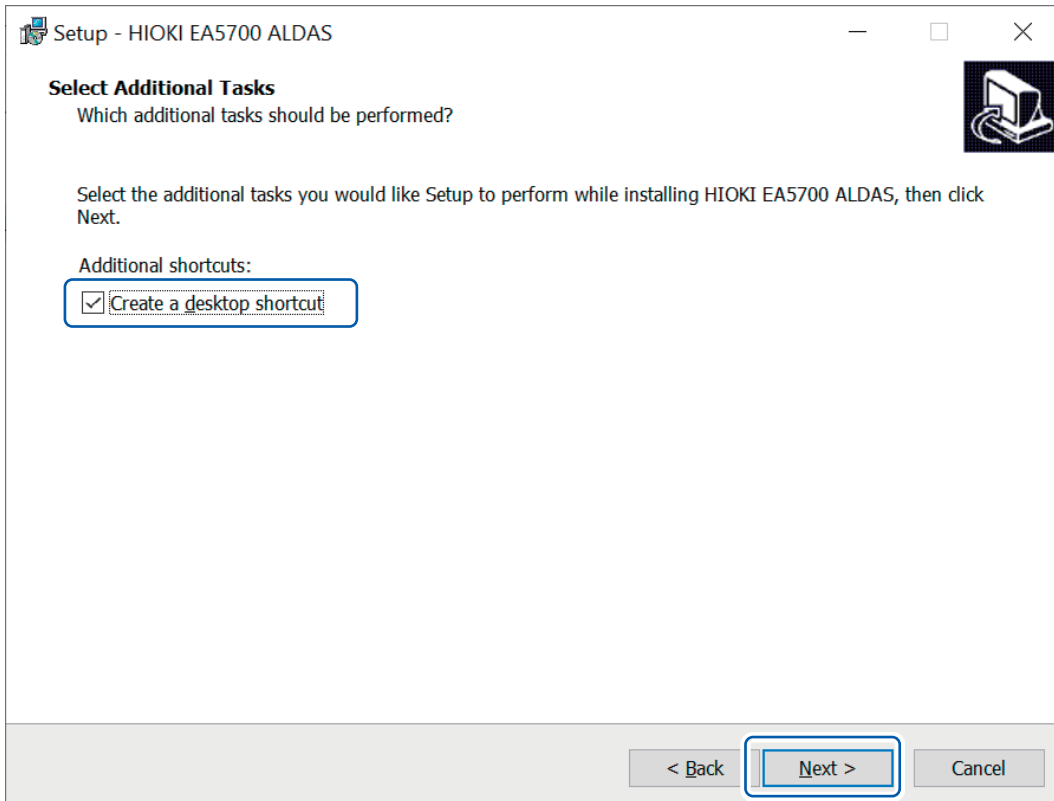 Setup - HIOKI EA5700 ALDAS
Select Additional Tasks
Which additional tasks should be performed?
Select the additional tasks you would like Setup to perform while installing HIOKI EA5700 ALDAS, then click
Next.
Additional shortcuts:
Create a desktop shortcut
< Back
Next >
Cancel